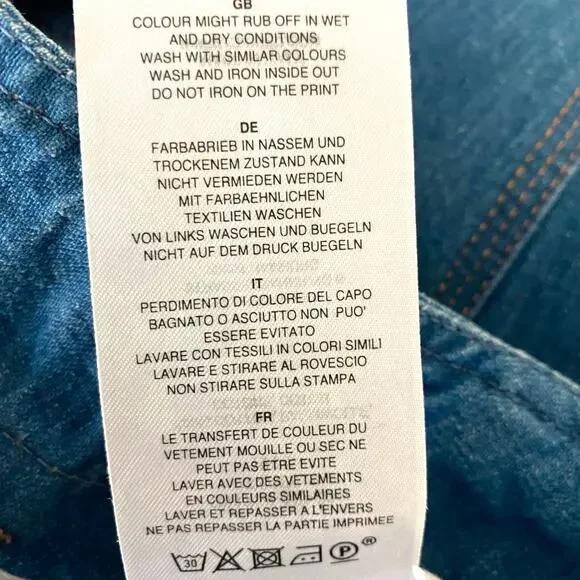 GB
COLOUR MIGHT RUB OFF IN WET
AND DRY CONDITIONS
WASH WITH SIMILAR COLOURS
WASH AND IRON INSIDE OUT
DO NOT IRON ON THE PRINT
DE
FARBABRIEB IN NASSEM UND
TROCKENEM ZUSTAND KANN
NICHT VERMIEDEN WERDEN
MIT FARBAEHNLICHEN
TEXTILIEN WASCHEN
VON LINKS WASCHEN UND BUEGELN
NICHT AUF DEM DRUCK BUEGELN
IT
PERDIMENTO DI COLORE DEL CAPO
BAGNATO O ASCIUTTO NON PUO'
ESSERE EVITATO
LAVARE CON TESSILI IN COLORI SIMILI
LAVARE E STIRARE AL ROVESCIO
NON STIRARE SULLA STAMPA
FR
LE TRANSFERT DE COULEUR DU
VETEMENT MOUILLE OU SEC NE
PEUT PAS ETRE EVITE
LAVER AVEC DES VETEMENTS
EN COULEURS SIMILAIRES
LAVER ET REPASSER A L'ENVERS
NE PAS REPASSER LA PARTIE IMPRIMEE
30 P ®